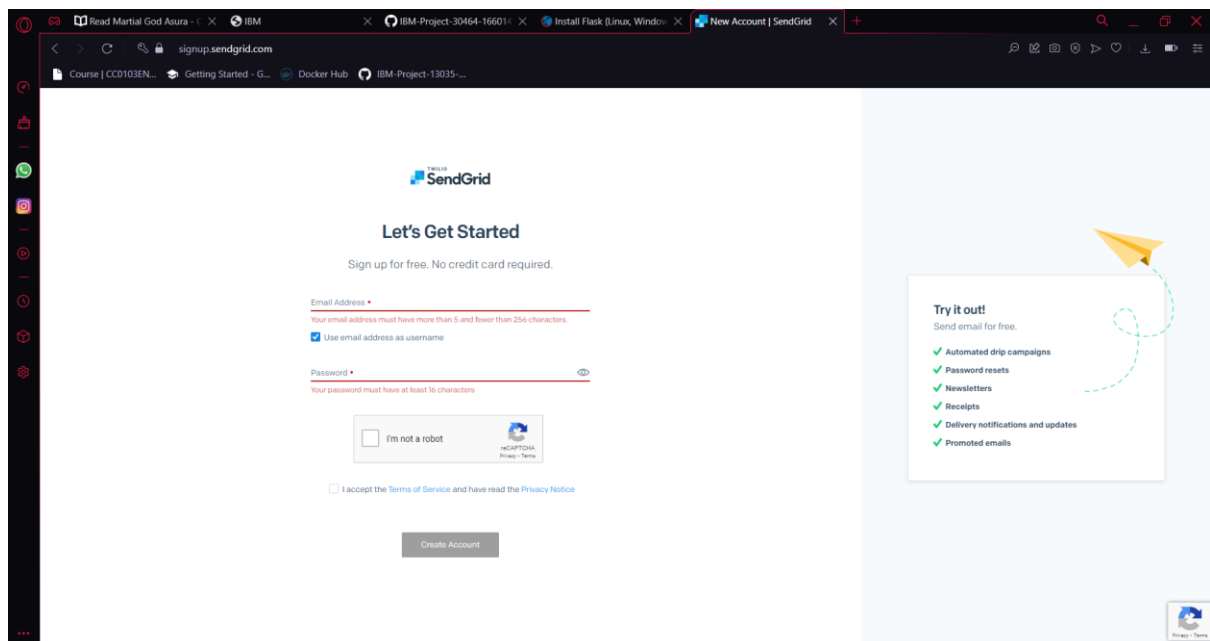 Read Martial God Asura - C
IBM
IBM-Project-30464-166014
Install Flask (Linux, Window
New Account | SendGrid
signup.sendgrid.com
Course | CC0103EN...
Getting Started - G...
Docker Hub
IBM-Project-13035-...
TWILIO
SendGrid
Let's Get Started
Sign up for free. No credit card required.
Email Address
Your email address must have more than 5 and fewer than 256 characters.
Use email address as username
Password
Your password must have at least 16 characters
I'm not a robot
reCAPTCHA
Privacy - Terms
I accept the Terms of Service and have read the Privacy Notice
Create Account
Try it out!
Send email for free.
Automated drip campaigns
Password resets
Newsletters
Receipts
Delivery notifications and updates
Promoted emails
Privacy - Terms